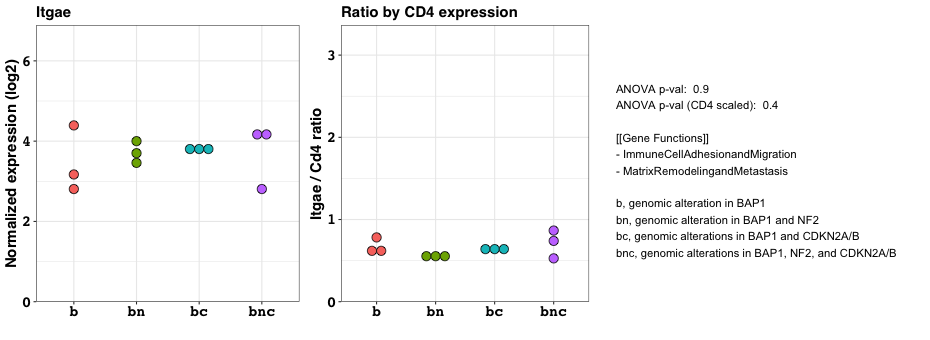 Itgae
Normalized expression (log2)
6
4
2
0
b bn bc bnc
Ratio by CD4 expression
Itgae / Cd4 ratio
3
2
1
0
b bn bc bnc
ANOVA p-val: 0.9
ANOVA p-val (CD4 scaled): 0.4
[[Gene Functions]]
- ImmuneCellAdhesionandMigration
- MatrixRemodelingandMetastasis
b, genomic alteration in BAP1
bn, genomic alteration in BAP1 and NF2
bc, genomic alterations in BAP1 and CDKN2A/B
bnc, genomic alterations in BAP1, NF2, and CDKN2A/B